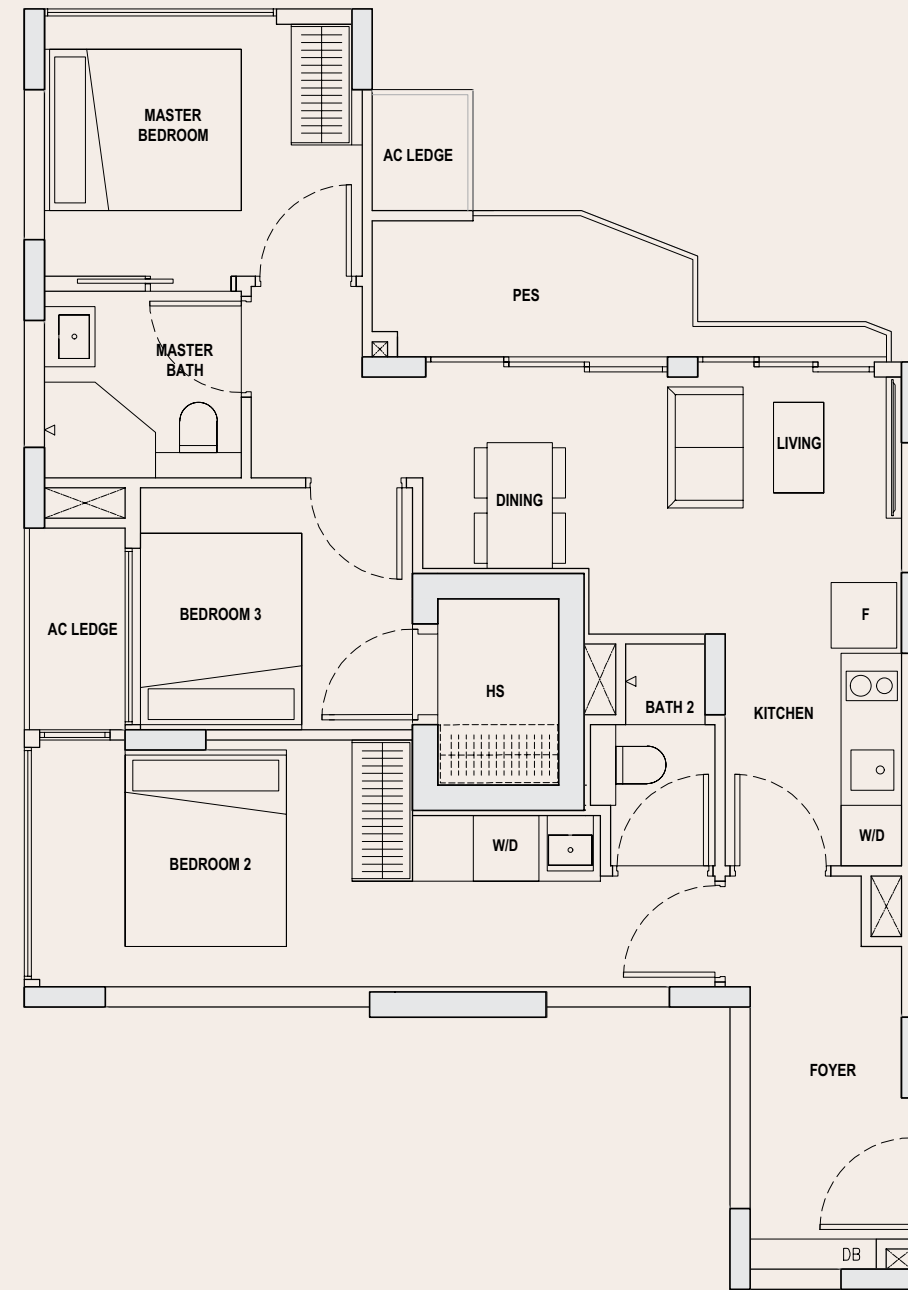 MASTER
BEDROOM
AC LEDGE
PES
MASTER
BATH
LIVING
DINING
BEDROOM 3
AC LEDGE
F
HS
BATH 2
KITCHEN
W/D
W/D
BEDROOM 2
FOYER
DB